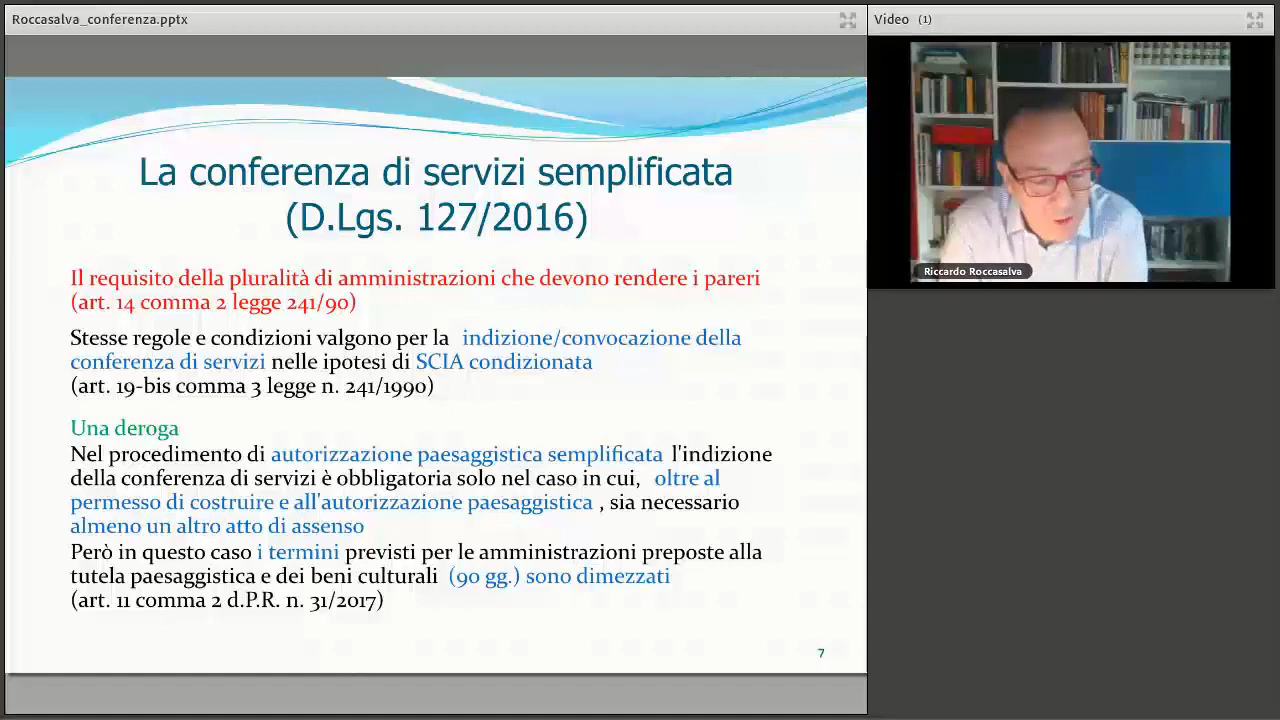 Roccasalva_conferenza.pptx
Video (1)
Riccardo Roccasalva
La conferenza di servizi semplificata
(D.Lgs. 127/2016)
Il requisito della pluralità di amministrazioni che devono rendere i pareri
(art. 14 comma 2 legge 241/90)
Stesse regole e condizioni valgono per la indizione/convocazione della
conferenza di servizi nelle ipotesi di SCIA condizionata
(art. 19-bis comma 3 legge n. 241/1990)
Una deroga
Nel procedimento di autorizzazione paesaggistica semplificata l'indizione
della conferenza di servizi è obbligatoria solo nel caso in cui, oltre al
permesso di costruire e all'autorizzazione paesaggistica , sia necessario
almeno un altro atto di assenso
Però in questo caso i termini previsti per le amministrazioni preposte alla
tutela paesaggistica e dei beni culturali (90 gg.) sono dimezzati
(art. 11 comma 2 d.P.R. n. 31/2017)
7